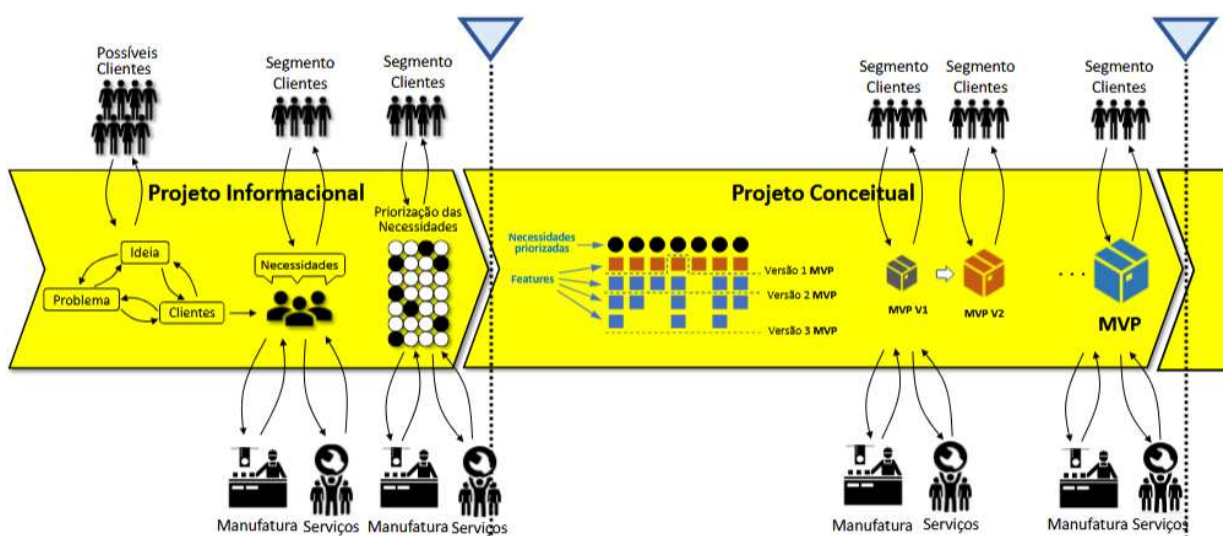 Possíveis
Clientes
Segmento
Clientes
Segmento
Clientes
Segmento
Clientes
Segmento
Clientes
Segmento
Clientes
Projeto Informacional
Projeto Conceitual
Priorização das
Necessidades
Ideia
Problema
Clientes
Necessidades
Necessidades
priorizadas
Features
Versão 1 MVP
Versão 2 MVP
Versão 3 MVP
MVP V1
MVP V2
...
MVP
Manufatura
Serviços
Manufatura
Serviços
Manufatura
Serviços
Manufatura
Serviços